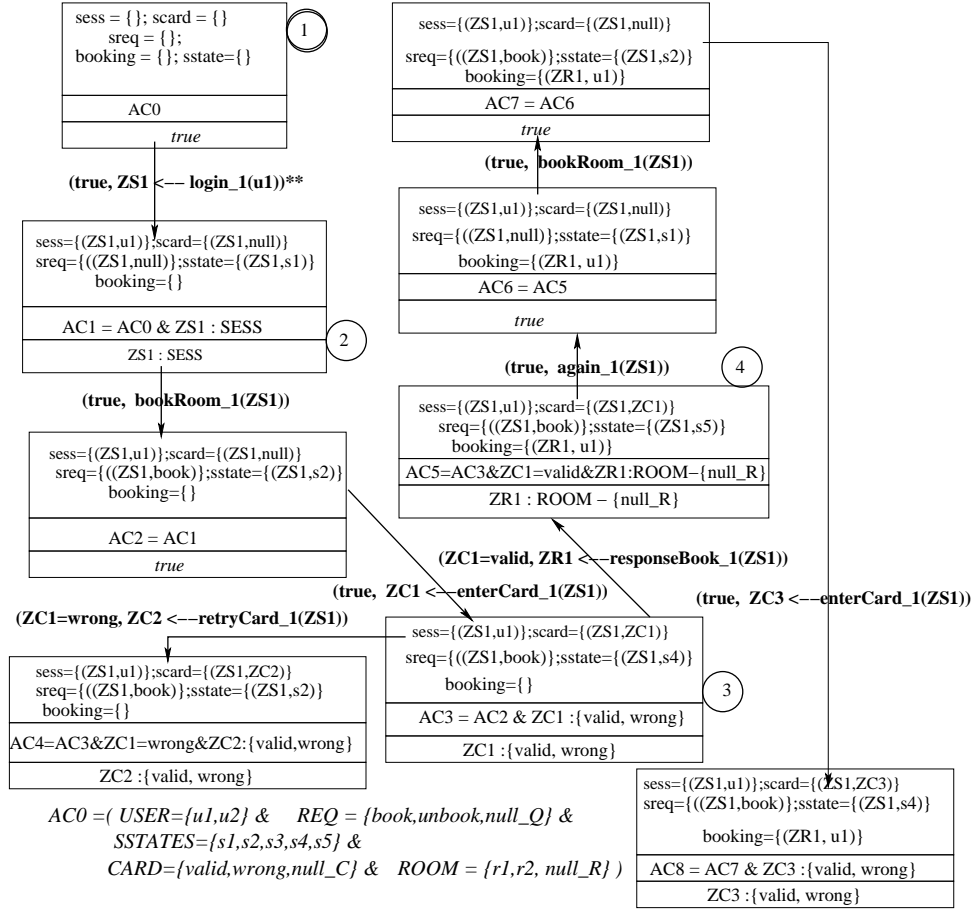 sess = {}; scard = {}
sreq = {};
booking = {}; sstate={}
1
AC0
true
(true, ZS1 <−− login_1(u1))**
sess={(ZS1,u1)};scard={(ZS1,null)}
sreq={((ZS1,null)};sstate={(ZS1,s1)}
booking={}
AC1 = AC0 & ZS1 : SESS
2
ZS1 : SESS
(true, bookRoom_1(ZS1))
sess={(ZS1,u1)};scard={(ZS1,null)}
sreq={((ZS1,book)};sstate={(ZS1,s2)}
booking={}
AC2 = AC1
true
(true, ZC1 <−−enterCard_1(ZS1))
(ZC1=wrong, ZC2 <−−retryCard_1(ZS1))
sess={(ZS1,u1)};scard={(ZS1,ZC2)}
sreq={((ZS1,book)};sstate={(ZS1,s2)}
booking={}
AC4=AC3&ZC1=wrong&ZC2:{valid,wrong}
ZC2 :{valid, wrong}
sess={(ZS1,u1)};scard={(ZS1,ZC1)}
sreq={((ZS1,book)};sstate={(ZS1,s4)}
booking={}
3
AC3 = AC2 & ZC1 :{valid, wrong}
ZC1 :{valid, wrong}
(ZC1=valid, ZR1 <−−responseBook_1(ZS1))
4
sess={(ZS1,u1)};scard={(ZS1,ZC1)}
sreq={((ZS1,book)};sstate={(ZS1,s5)}
booking={(ZR1, u1)}
AC5=AC3&ZC1=valid&ZR1:ROOM−{null_R}
ZR1 : ROOM − {null_R}
(true, again_1(ZS1))
sess={(ZS1,u1)};scard={(ZS1,null)}
sreq={((ZS1,null)};sstate={(ZS1,s1)}
booking={(ZR1, u1)}
AC6 = AC5
true
(true, bookRoom_1(ZS1))
sess={(ZS1,u1)};scard={(ZS1,null)}
sreq={((ZS1,book)};sstate={(ZS1,s2)}
booking={(ZR1, u1)}
AC7 = AC6
true
(true, ZC3 <−−enterCard_1(ZS1))
sess={(ZS1,u1)};scard={(ZS1,ZC3)}
sreq={((ZS1,book)};sstate={(ZS1,s4)}
booking={(ZR1, u1)}
AC8 = AC7 & ZC3 :{valid, wrong}
ZC3 :{valid, wrong}
AC0 =( USER={u1,u2} & REQ = {book,unbook,null_Q} &
SSTATES={s1,s2,s3,s4,s5} &
CARD={valid,wrong,null_C} & ROOM = {r1,r2, null_R} )